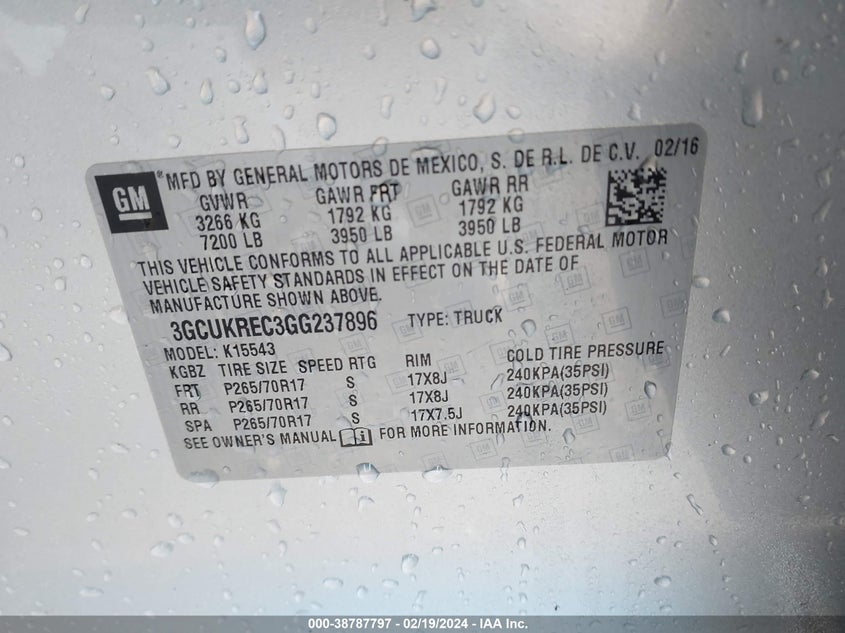 GM
® MFD BY GENERAL MOTORS DE MEXICO, S. DE R.L. DE C.V. 02/16
GVWR GAWR FRT GAWR RR
3266 KG 1792 KG 1792 KG
7200 LB 3950 LB 3950 LB
THIS VEHICLE CONFORMS TO ALL APPLICABLE U.S. FEDERAL MOTOR
VEHICLE SAFETY STANDARDS IN EFFECT ON THE DATE OF
MANUFACTURE SHOWN ABOVE.
3GCUKREC3GG237896 TYPE: TRUCK
MODEL: K15543
KGBZ TIRE SIZE SPEED RTG RIM COLD TIRE PRESSURE
FRT P265/70R17 S 17X8J 240KPA(35PSI)
RR P265/70R17 S 17X8J 240KPA(35PSI)
SPA P265/70R17 S 17X7.5J 240KPA(35PSI)
SEE OWNER'S MANUAL FOR MORE INFORMATION.
000-38787797 - 02/19/2024 - IAA Inc.